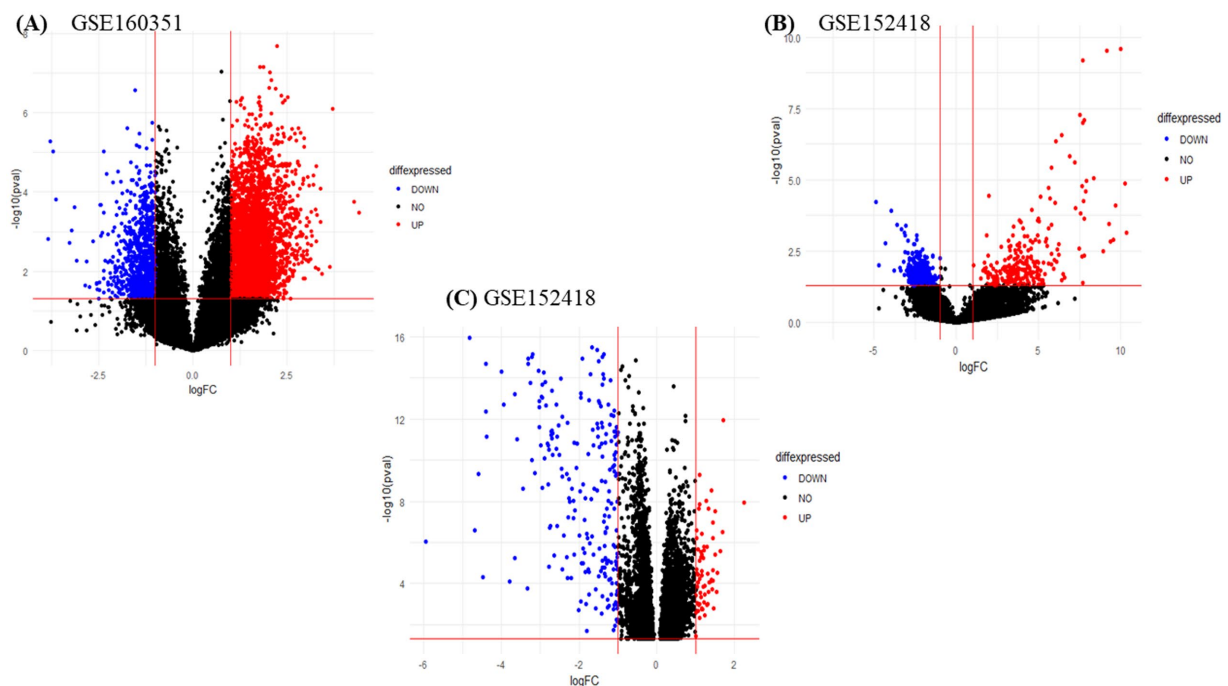 (A) GSE160351
8
6
4
2
0
-log10(pval)
-2.5
0.0
2.5
logFC
diffexpressed
DOWN
NO
UP
(B) GSE152418
10.0
7.5
5.0
2.5
0.0
-log10(pval)
-5
0
5
10
logFC
diffexpressed
DOWN
NO
UP
(C) GSE152418
16
12
8
4
-log10(pval)
-6
-4
-2
0
2
logFC
diffexpressed
DOWN
NO
UP